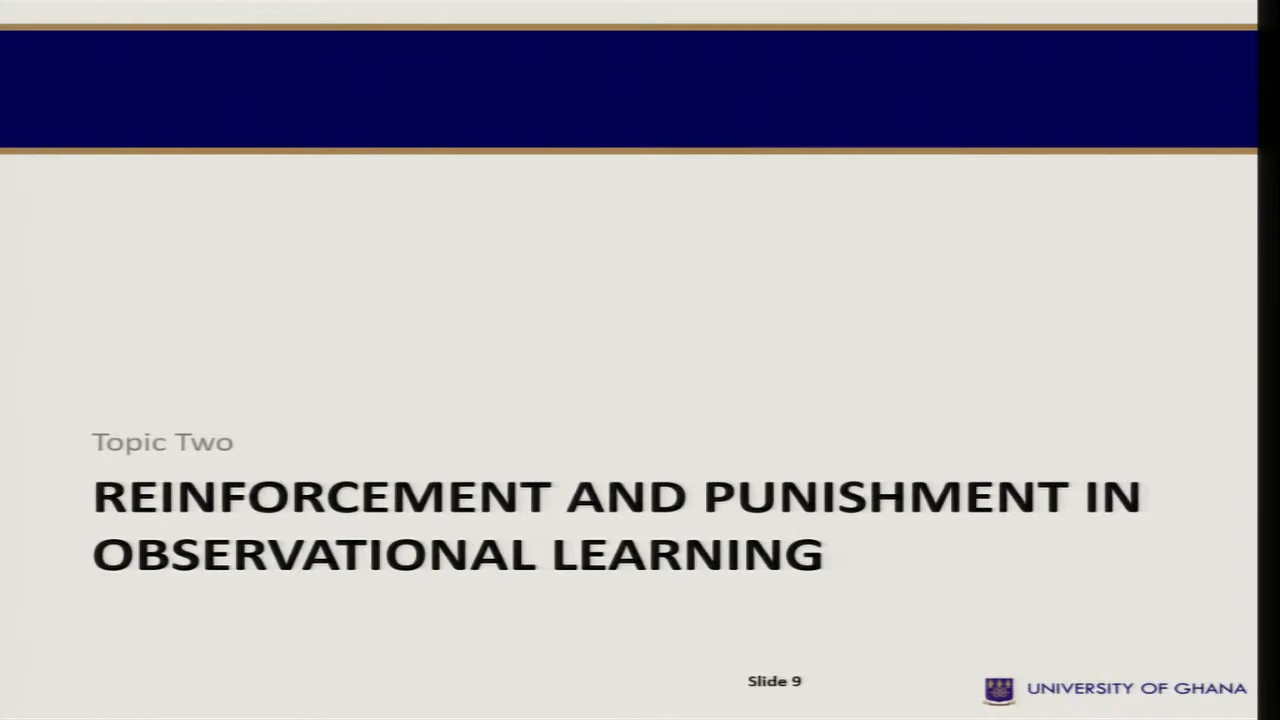 Topic Two
REINFORCEMENT AND PUNISHMENT IN
OBSERVATIONAL LEARNING
Slide 9
UNIVERSITY OF GHANA